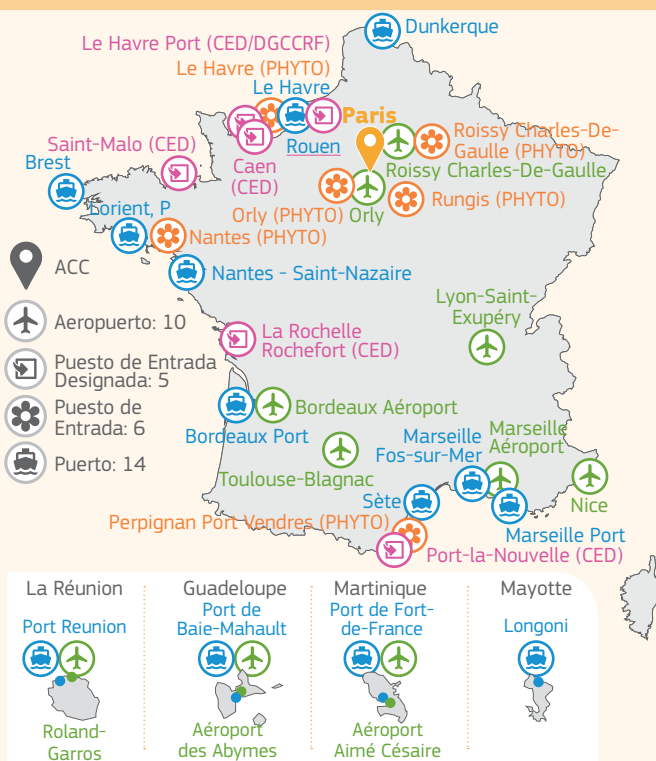 Dunkerque
Le Havre Port (CED/DGCCRF)
Le Havre (PHYTO)
Le Havre
Paris
Rouen
Roissy Charles-De-
Gaulle (PHYTO)
Roissy Charles-De-Gaulle
Saint-Malo (CED)
Caen
(CED)
Brest
Orly (PHYTO)
Orly
Rungis (PHYTO)
Lorient, P
Nantes (PHYTO)
ACC
Nantes - Saint-Nazaire
Aeropuerto: 10
Lyon-Saint-
Exupéry
La Rochelle
Rochefort (CED)
Puesto de Entrada
Designada: 5
Puesto de
Entrada: 6
Puerto: 14
Bordeaux Aéroport
Bordeaux Port
Marseille
Fos-sur-Mer
Marseille
Aéroport
Toulouse-Blagnac
Sète
Nice
Perpignan Port Vendres (PHYTO)
Marseille Port
Port-la-Nouvelle (CED)
La Réunion
Port Reunion
Roland-
Garros
Guadeloupe
Port de
Baie-Mahault
Aéroport
des Abymes
Martinique
Port de Fort-
de-France
Aéroport
Aimé Césaire
Mayotte
Longoni